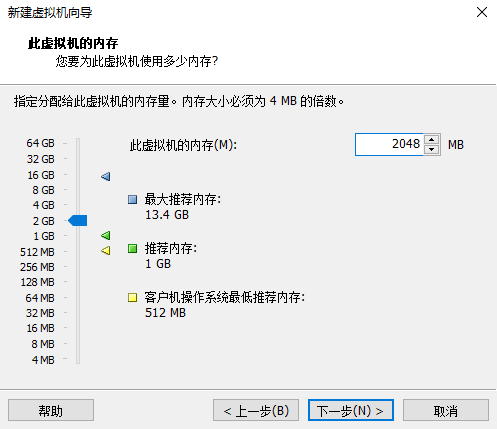 新建虚拟机向导
此虚拟机的内存
您要为此虚拟机使用多少内存?
指定分配给此虚拟机的内存量。内存大小必须为 4 MB 的倍数。
64 GB
32 GB
16 GB
8 GB
4 GB
2 GB
1 GB
512 MB
256 MB
128 MB
64 MB
32 MB
16 MB
8 MB
4 MB
此虚拟机的内存(M):
2048 MB
最大推荐内存:
13.4 GB
推荐内存:
1 GB
客户机操作系统最低推荐内存:
512 MB
帮助
< 上一步(B)
下一步(N) >
取消